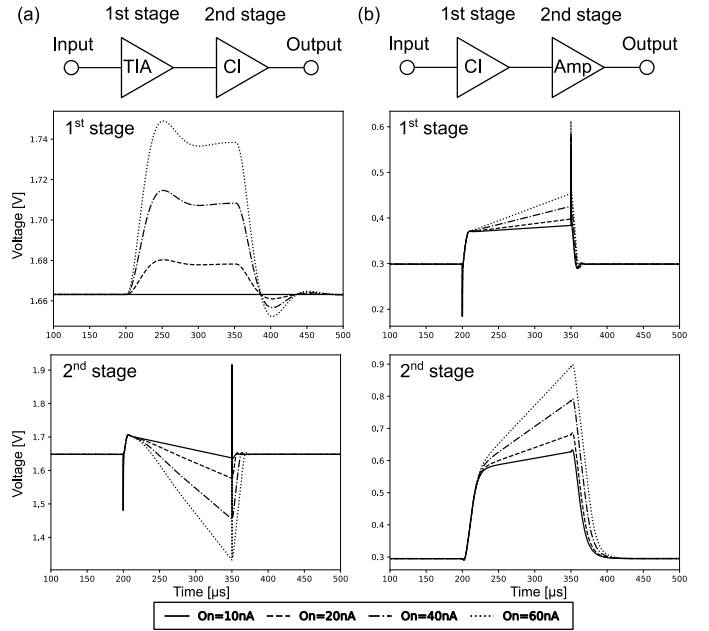 (a) 1st stage 2nd stage
Input TIA CI Output
1st stage
Voltage [V]
1.74
1.72
1.70
1.68
1.66
100 150 200 250 300 350 400 450 500
2nd stage
Voltage [V]
1.9
1.8
1.7
1.6
1.5
1.4
100 150 200 250 300 350 400 450 500
Time [µs]
(b) 1st stage 2nd stage
Input CI Amp Output
1st stage
0.6
0.5
0.4
0.3
0.2
100 150 200 250 300 350 400 450 500
2nd stage
0.9
0.8
0.7
0.6
0.5
0.4
0.3
100 150 200 250 300 350 400 450 500
Time [µs]
On=10nA On=20nA On=40nA On=60nA